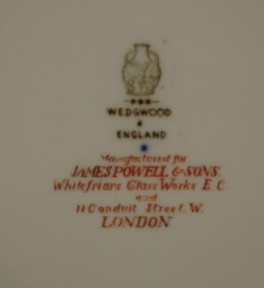 WEDGWOOD
ENGLAND
Manufactured for
JAMES POWELL & SONS.
Whitefriars Glass Works E.C.
and
11 Conduit Street. W.
LONDON